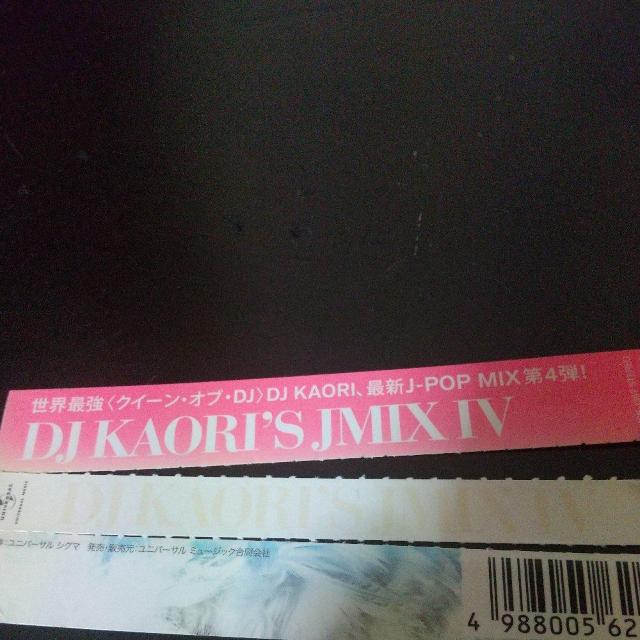 世界最強〈クイーン・オブ・DJ〉DJ KAORI、最新J-POP MIX第4弾!
DJ KAORI'S JMIX IV
DJ KAORI'S JMIX IV
:ユニバーサル シグマ 発売・販売元:ユニバーサル ミュージック合同会社
4 988005 62